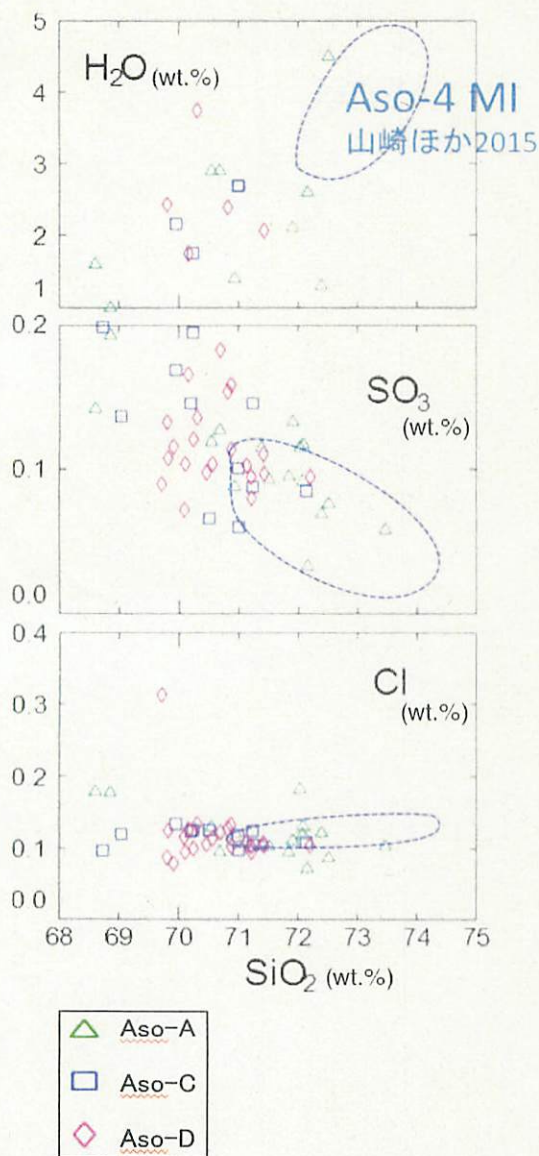 5
H₂O (wt.%)
4
Aso-4 MI
山崎ほか2015
3
2
1
0.2
SO₃
(wt.%)
0.1
0.0
0.4
Cl
(wt.%)
0.3
0.2
0.1
0.0
68 69 70 71 72 73 74 75
SiO₂ (wt.%)
Aso-A
Aso-C
Aso-D